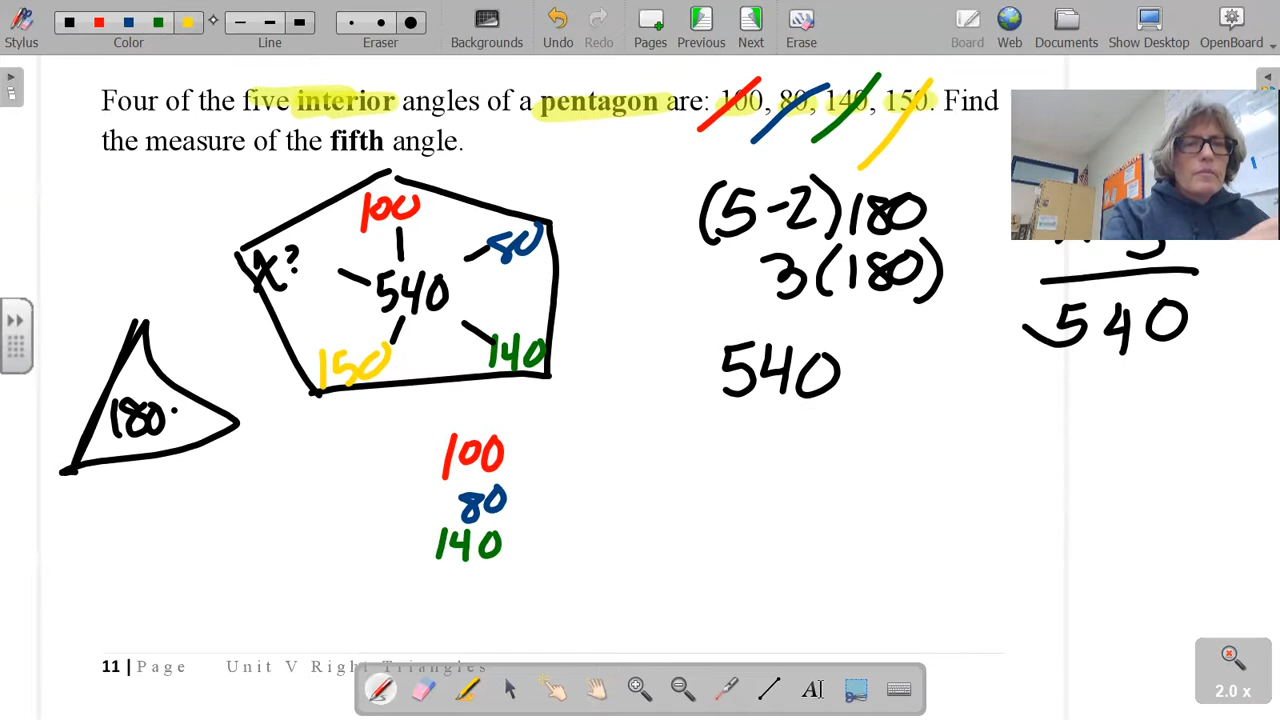 Stylus
Color
Line
Eraser
Backgrounds
Undo
Redo
Pages
Previous
Next
Erase
Board
Web
Documents
Show Desktop
OpenBoard
Four of the five interior angles of a pentagon are: 100, 80, 140, 150. Find
the measure of the fifth angle.
100
80
x?
540
150
140
180
(5-2)180
3(180)
540
540
100
80
140
11 | Page Unit V Right Triangles
2.0 x